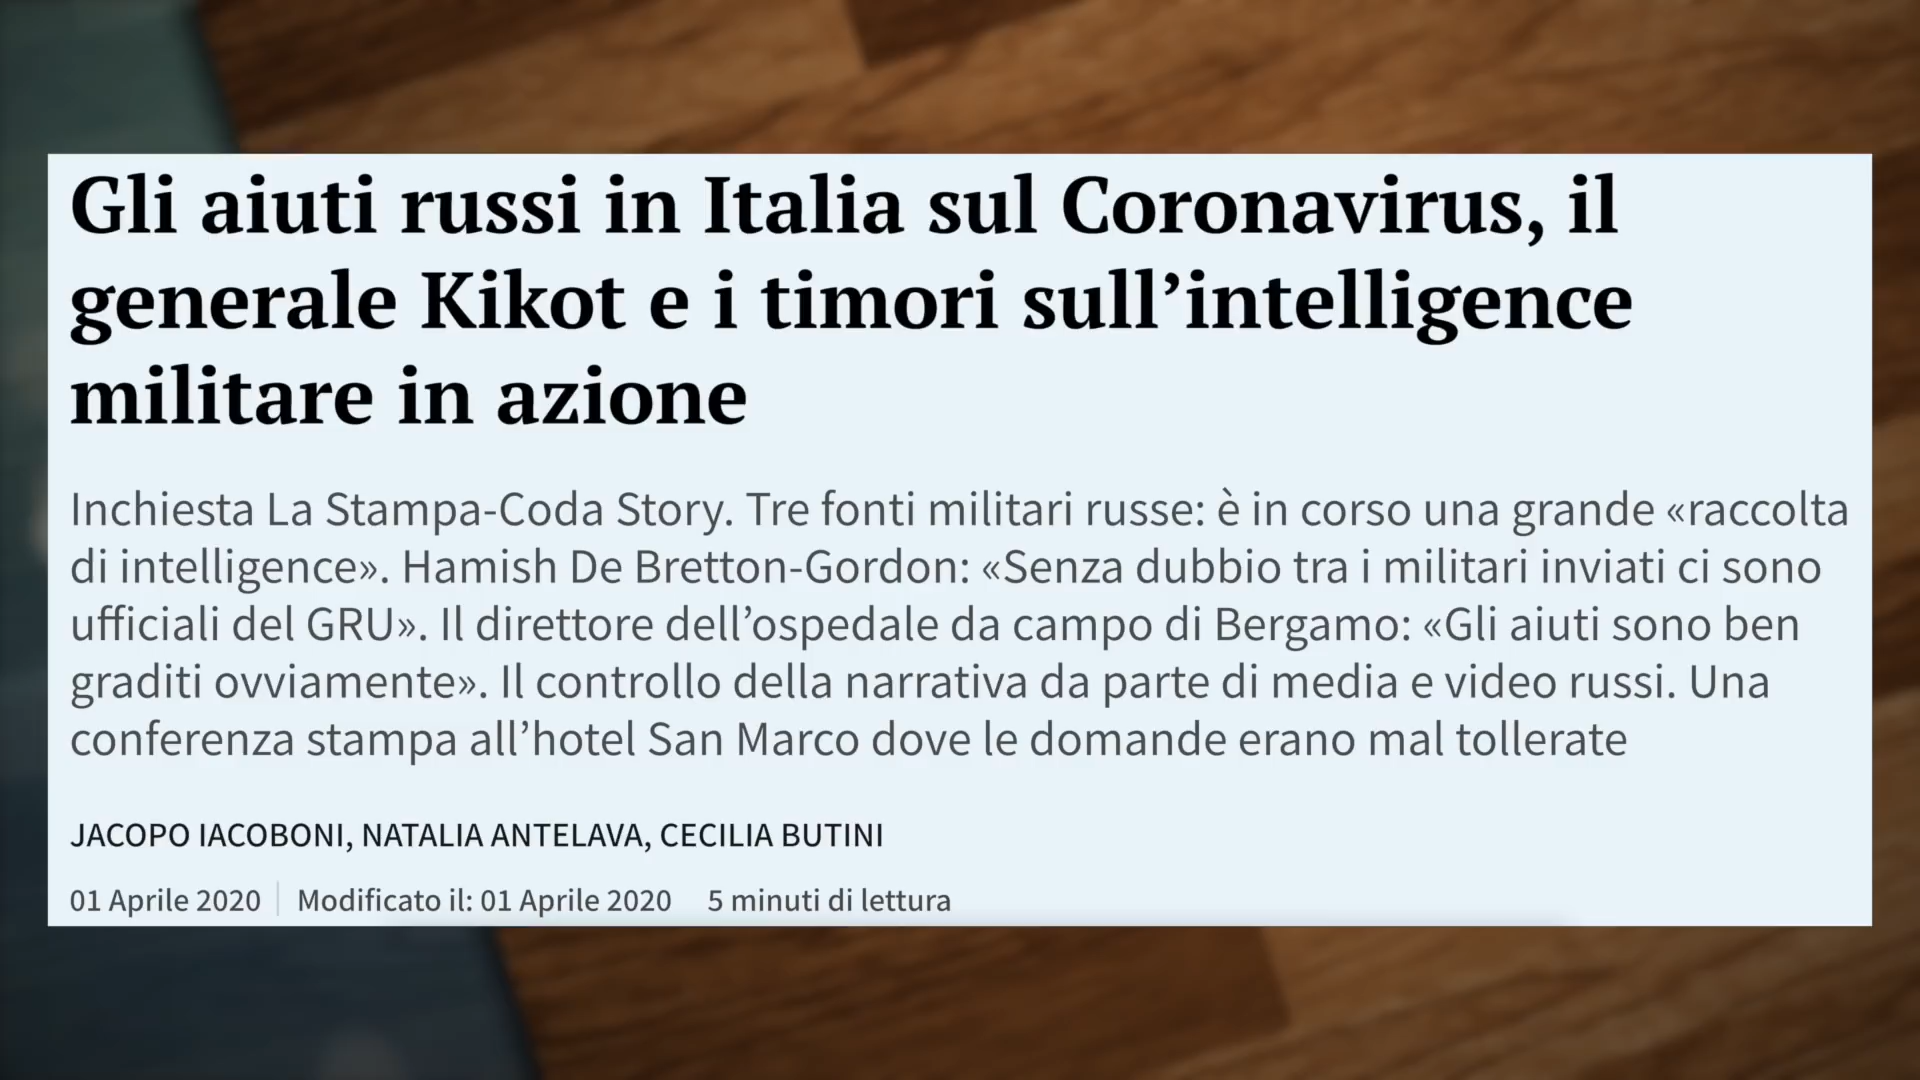 Gli aiuti russi in Italia sul Coronavirus, il
generale Kikot e i timori sull’intelligence
militare in azione
Inchiesta La Stampa-Coda Story. Tre fonti militari russe: è in corso una grande «raccolta
di intelligence». Hamish De Bretton-Gordon: «Senza dubbio tra i militari inviati ci sono
ufficiali del GRU». Il direttore dell’ospedale da campo di Bergamo: «Gli aiuti sono ben
graditi ovviamente». Il controllo della narrativa da parte di media e video russi. Una
conferenza stampa all’hotel San Marco dove le domande erano mal tollerate
JACOPO IACOBONI, NATALIA ANTELAVA, CECILIA BUTINI
01 Aprile 2020 Modificato il: 01 Aprile 2020 5 minuti di lettura